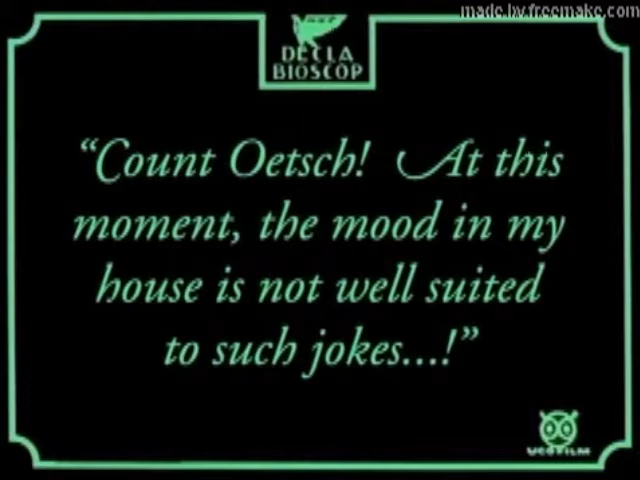 made.by.freemake.com
DECLA
BIOSCOP
“Count Oetsch! At this
moment, the mood in my
house is not well suited
to such jokes...!”
UCOFILM